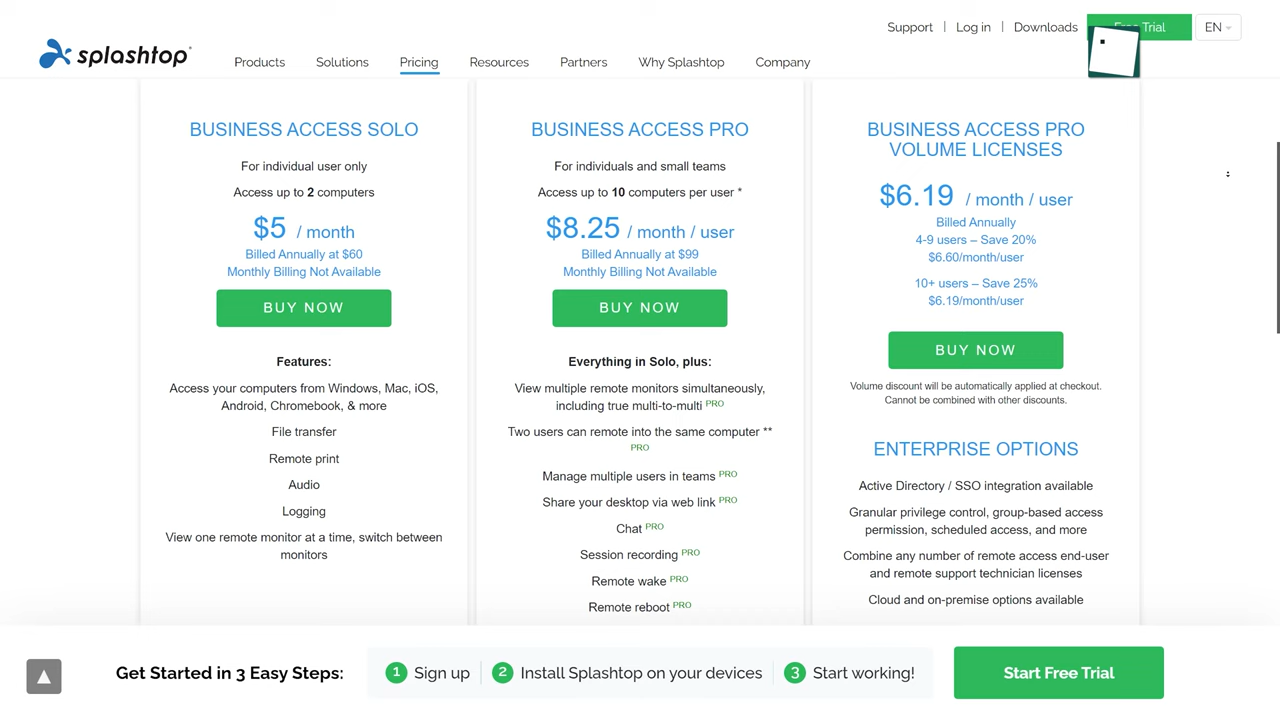 Support | Log in | Downloads Free Trial EN
splashtop
Products Solutions Pricing Resources Partners Why Splashtop Company
BUSINESS ACCESS SOLO
For individual user only
Access up to 2 computers
$5 / month
Billed Annually at $60
Monthly Billing Not Available
BUY NOW
Features:
Access your computers from Windows, Mac, iOS,
Android, Chromebook, & more
File transfer
Remote print
Audio
Logging
View one remote monitor at a time, switch between
monitors
BUSINESS ACCESS PRO
For individuals and small teams
Access up to 10 computers per user *
$8.25 / month / user
Billed Annually at $99
Monthly Billing Not Available
BUY NOW
Everything in Solo, plus:
View multiple remote monitors simultaneously,
including true multi-to-multi PRO
Two users can remote into the same computer **
PRO
Manage multiple users in teams PRO
Share your desktop via web link PRO
Chat PRO
Session recording PRO
Remote wake PRO
Remote reboot PRO
BUSINESS ACCESS PRO
VOLUME LICENSES
$6.19 / month / user
Billed Annually
4-9 users – Save 20%
$6.60/month/user
10+ users – Save 25%
$6.19/month/user
BUY NOW
Volume discount will be automatically applied at checkout.
Cannot be combined with other discounts.
ENTERPRISE OPTIONS
Active Directory / SSO integration available
Granular privilege control, group-based access
permission, scheduled access, and more
Combine any number of remote access end-user
and remote support technician licenses
Cloud and on-premise options available
Get Started in 3 Easy Steps: 1 Sign up 2 Install Splashtop on your devices 3 Start working! Start Free Trial